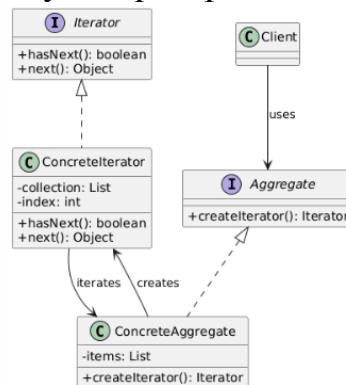 I Iterator
+hasNext(): boolean
+next(): Object
C Client
uses
C ConcreteIterator
-collection: List
-index: int
+hasNext(): boolean
+next(): Object
I Aggregate
+createIterator(): Iterator
iterates
creates
C ConcreteAggregate
-items: List
+createIterator(): Iterator